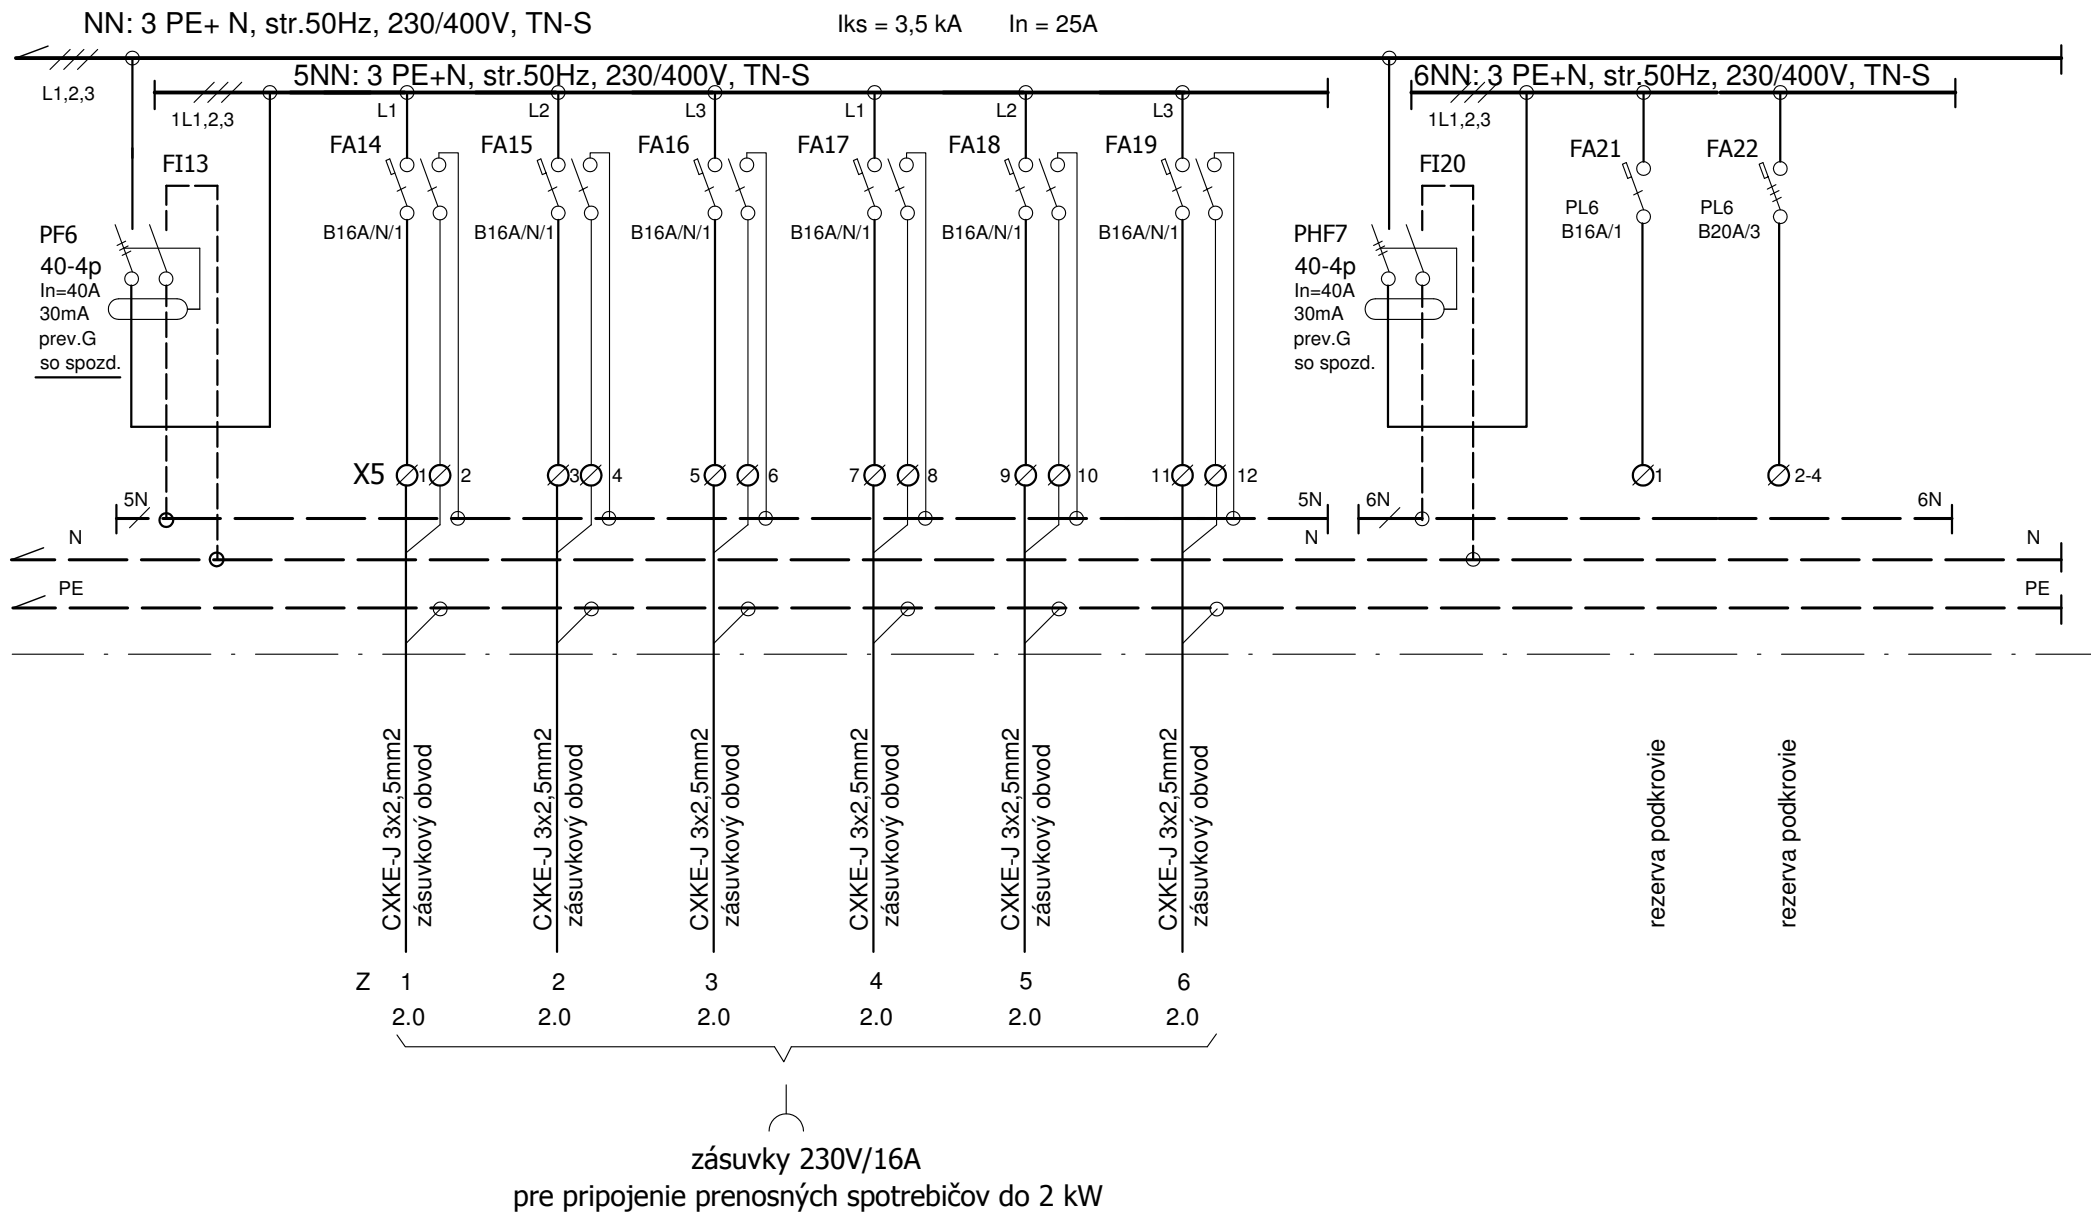 NN: 3 PE+ N, str.50Hz, 230/400V, TN-S
Iks = 3,5 kA
In = 25A
L1,2,3
5NN: 3 PE+N, str.50Hz, 230/400V, TN-S
6NN: 3 PE+N, str.50Hz, 230/400V, TN-S
1L1,2,3
L1
L2
L3
L1
L2
L3
1L1,2,3
FI13
FA14
FA15
FA16
FA17
FA18
FA19
FI20
FA21
FA22
PF6
40-4p
In=40A
30mA
prev.G
so spozd.
B16A/N/1
B16A/N/1
B16A/N/1
B16A/N/1
B16A/N/1
B16A/N/1
PHF7
40-4p
In=40A
30mA
prev.G
so spozd.
PL6
B16A/1
PL6
B20A/3
X5
1
2
3
4
5
6
7
8
9
10
11
12
1
2-4
5N
5N
6N
6N
N
N
N
PE
PE
CXKE-J 3x2,5mm2
zásuvkový obvod
CXKE-J 3x2,5mm2
zásuvkový obvod
CXKE-J 3x2,5mm2
zásuvkový obvod
CXKE-J 3x2,5mm2
zásuvkový obvod
CXKE-J 3x2,5mm2
zásuvkový obvod
CXKE-J 3x2,5mm2
zásuvkový obvod
rezerva podkrovie
rezerva podkrovie
Z 1 2 3 4 5 6
2.0 2.0 2.0 2.0 2.0 2.0
zásuvky 230V/16A
pre pripojenie prenosných spotrebičov do 2 kW